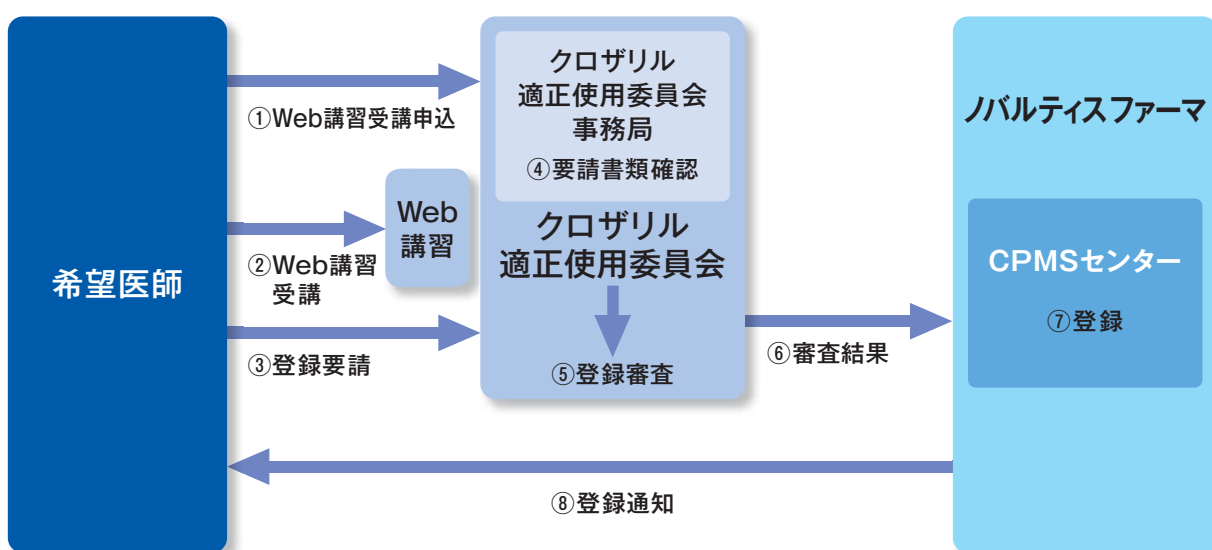 希望医師
①Web講習受講申込
②Web講習
受講
③登録要請
Web
講習
クロザリル
適正使用委員会
事務局
④要請書類確認
クロザリル
適正使用委員会
⑤登録審査
⑥審査結果
ノバルティス ファーマ
CPMSセンター
⑦登録
⑧登録通知